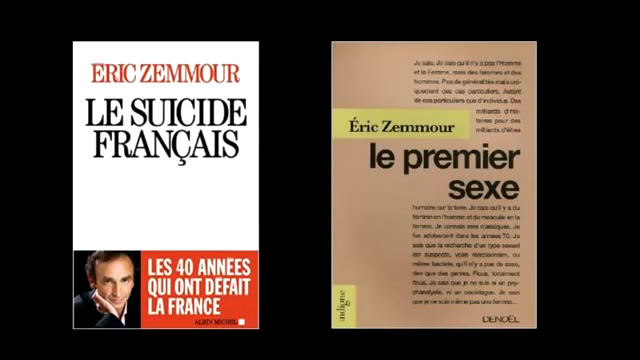 ERIC ZEMMOUR
LE SUICIDE
FRANÇAIS
LES 40 ANNÉES
QUI ONT DÉFAIT
LA FRANCE
ALBIN MICHEL
Je sais. Je sais qu'il n'y a pas l'Homme
et la Femme, mais des femmes et des
hommes. Pas de généralités mais uni-
quement des cas particuliers. Autant
de cas particuliers que d'individus. Des
milliards d'his-
toires pour des
milliards d'êtres
Éric Zemmour
le premier
sexe
humains sur la terre. Je sais qu'il y a du
féminin en l'homme et du masculin en la
femme. Je connais mes classiques. J'ai
été adolescent dans les années 70. Je
sais que la recherche d'un type sexuel
est suspecte, voire réactionnaire, ou
même fasciste, qu'il n'y a pas de sexe,
rien que des genres. Flous, forcément
flous. Je sais que je ne suis ni un psy-
chanalyste, ni un sociologue. Je sais
que je ne suis même pas une femme...
indigne
DENOËL